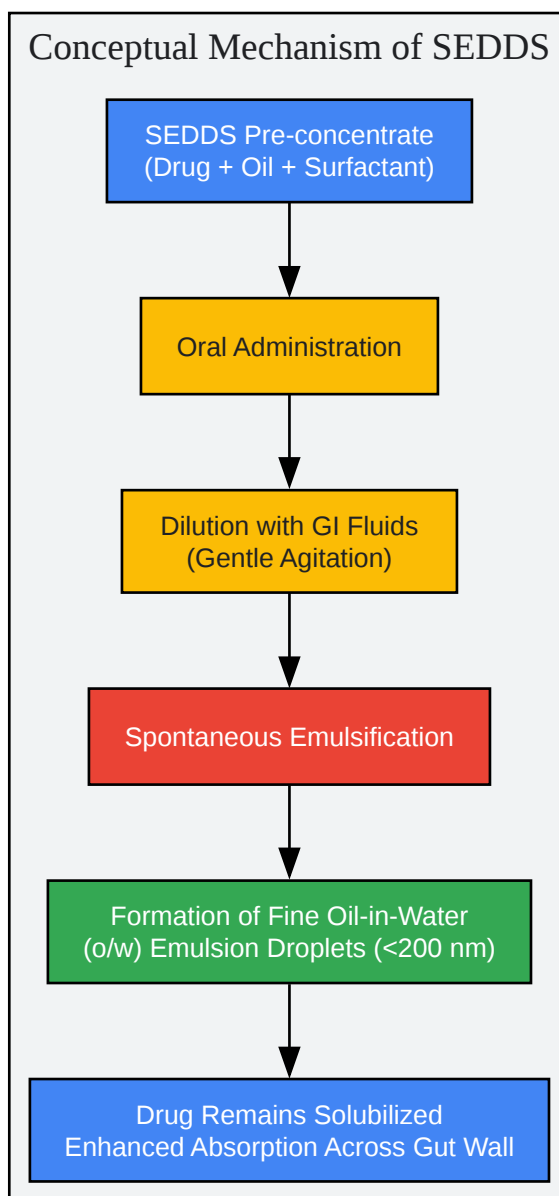 Conceptual Mechanism of SEDDS
SEDDS Pre-concentrate
(Drug + Oil + Surfactant)
Oral Administration
Dilution with GI Fluids
(Gentle Agitation)
Spontaneous Emulsification
Formation of Fine Oil-in-Water
(o/w) Emulsion Droplets (<200 nm)
Drug Remains Solubilized
Enhanced Absorption Across Gut Wall